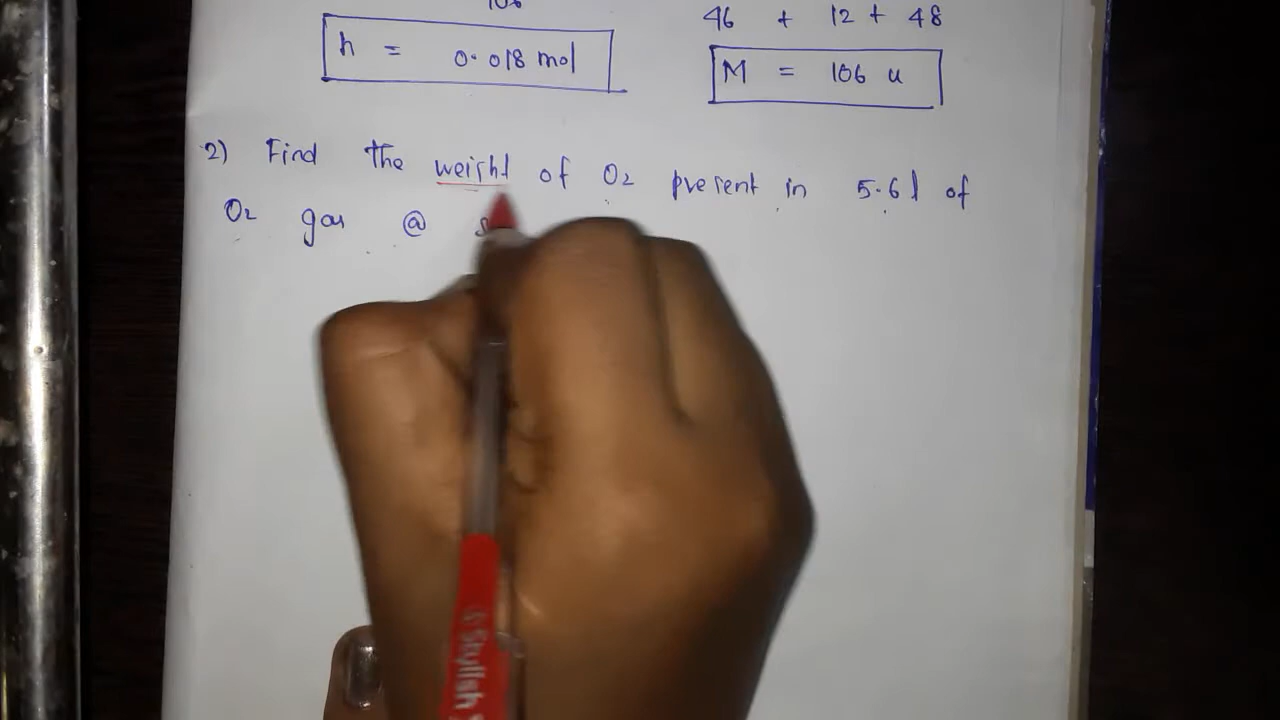 46 + 12 + 48
h = 0.018 mol
M = 106 u
2) Find the weight of O2 present in 5.6 l of
O2 gas @
Stylish